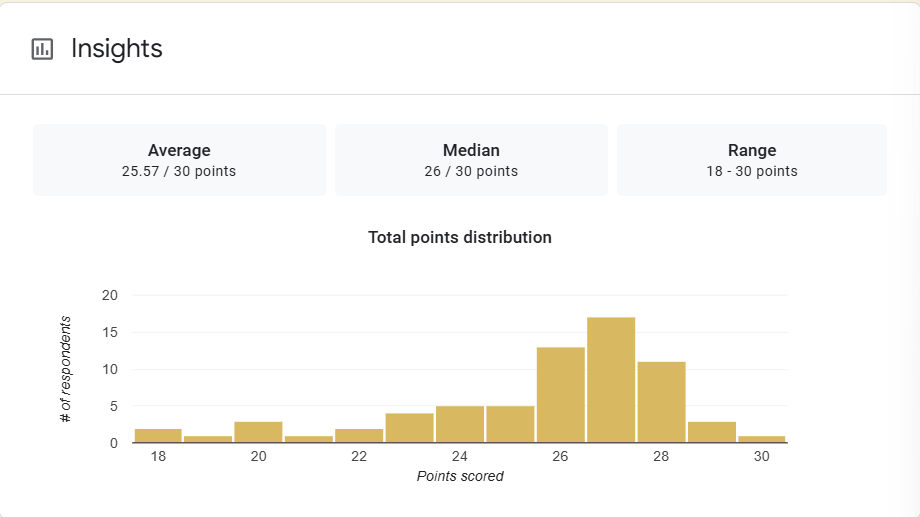 Insights
Average
25.57 / 30 points
Median
26 / 30 points
Range
18 - 30 points
Total points distribution
# of respondents
20
15
10
5
0
18 20 22 24 26 28 30
Points scored